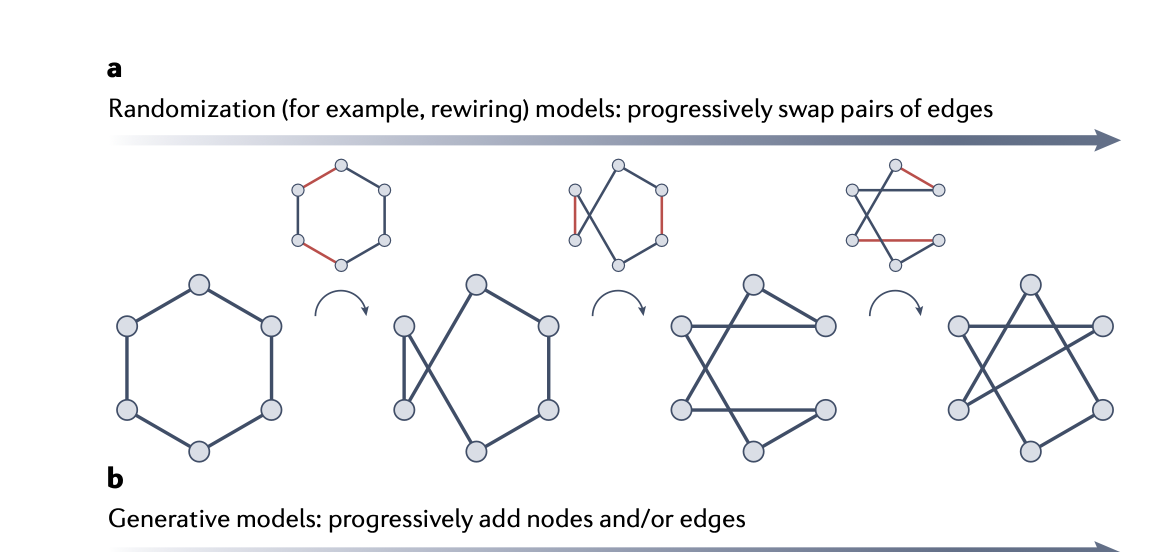 a
Randomization (for example, rewiring) models: progressively swap pairs of edges
b
Generative models: progressively add nodes and/or edges